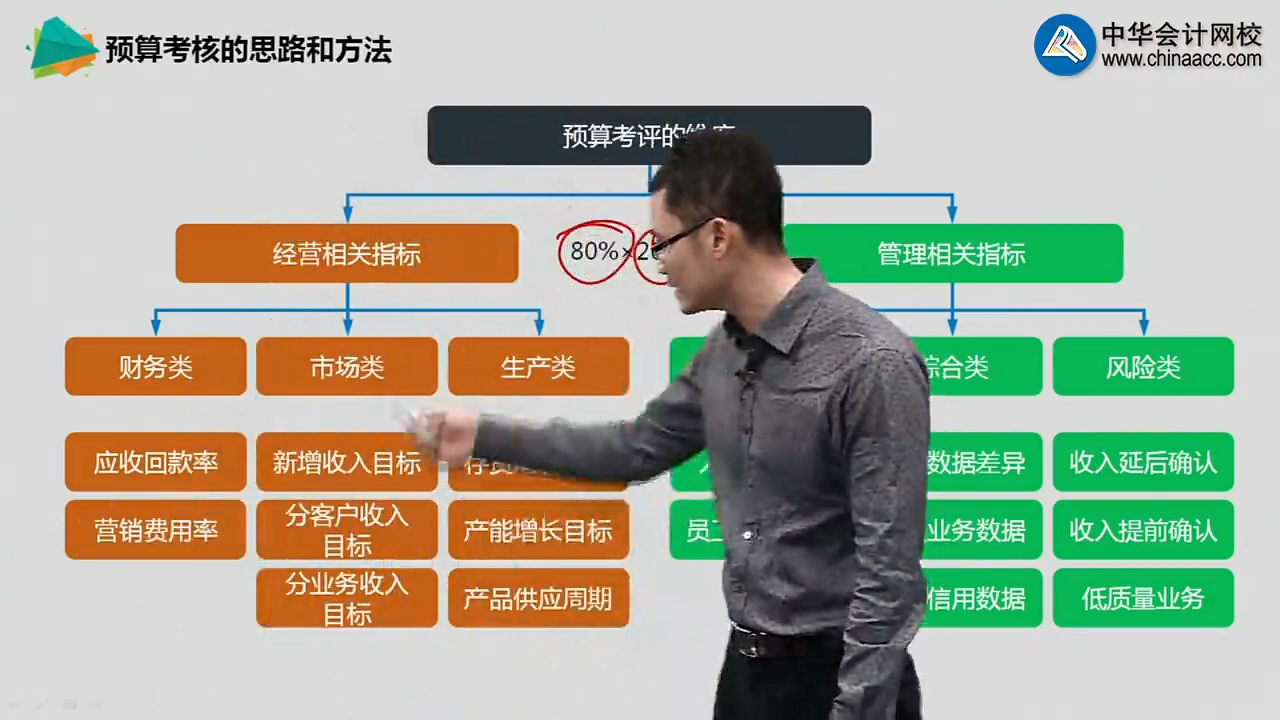 预算考核的思路和方法
中华会计网校
www.chinaacc.com
预算考评的
经营相关指标
80%×2
管理相关指标
财务类
市场类
生产类
综合类
风险类
应收回款率
新增收入目标
数据差异
收入延后确认
营销费用率
分客户收入
目标
产能增长目标
员工
业务数据
收入提前确认
分业务收入
目标
产品供应周期
信用数据
低质量业务